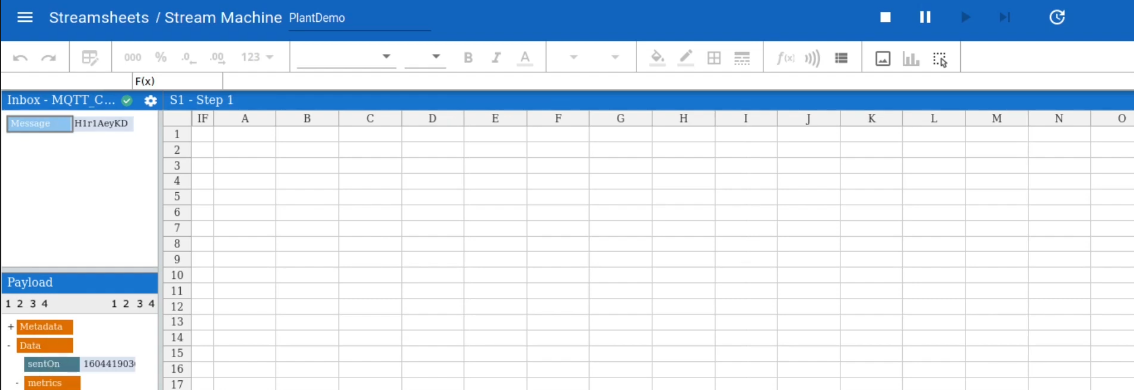 Streamsheets / Stream Machine PlantDemo
000 % .0 .00 123 B I A f(x)
F(x)
Inbox - MQTT_C... S1 - Step 1
Message H1r1AeyKD
IF A B C D E F G H I J K L M N O
1
2
3
4
5
6
7
8
9
10
11
12
13
14
15
16
17
Payload
1 2 3 4 1 2 3 4
+ Metadata
- Data
sentOn 160441903
- metrics